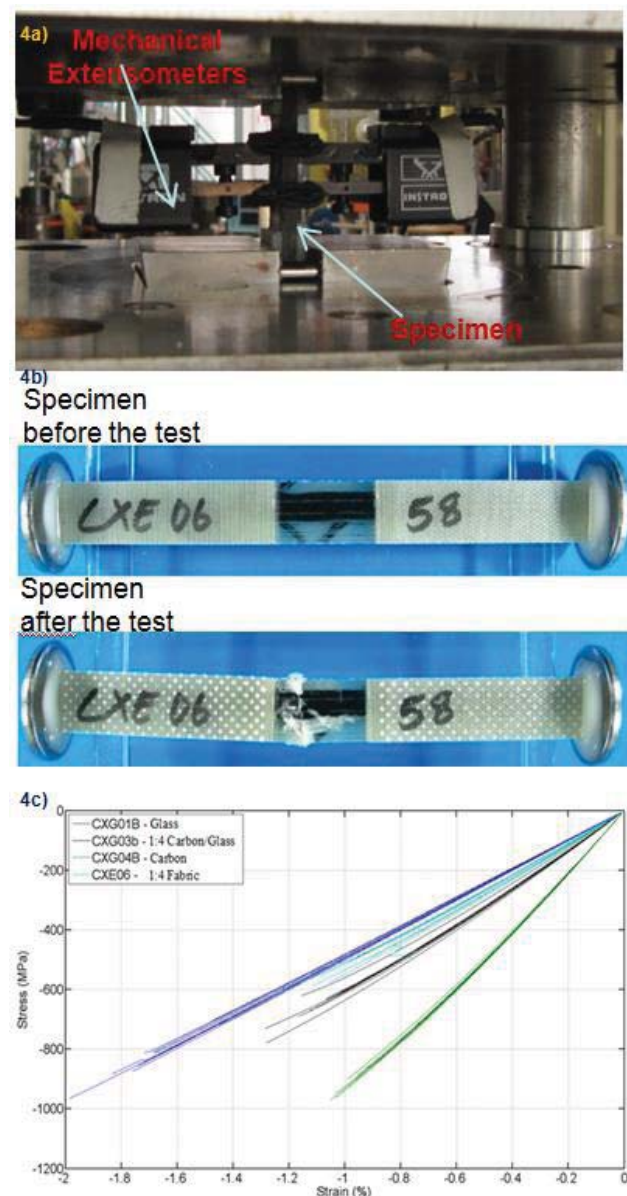 4a)
Mechanical
Extensometers
INSTRO
Specimen
4b)
Specimen
before the test
CXE 06
58
Specimen
after the test
CXE 06
58
4c)
CXG01B - Glass
CXG03b - 1:4 Carbon/Glass
CXG04B - Carbon
CXE06 - 1:4 Fabric
0
-200
-400
-600
-800
-1000
-1200
Stress (MPa)
-2
-1.8
-1.6
-1.4
-1.2
-1
-0.8
-0.6
-0.4
-0.2
0
Strain (%)